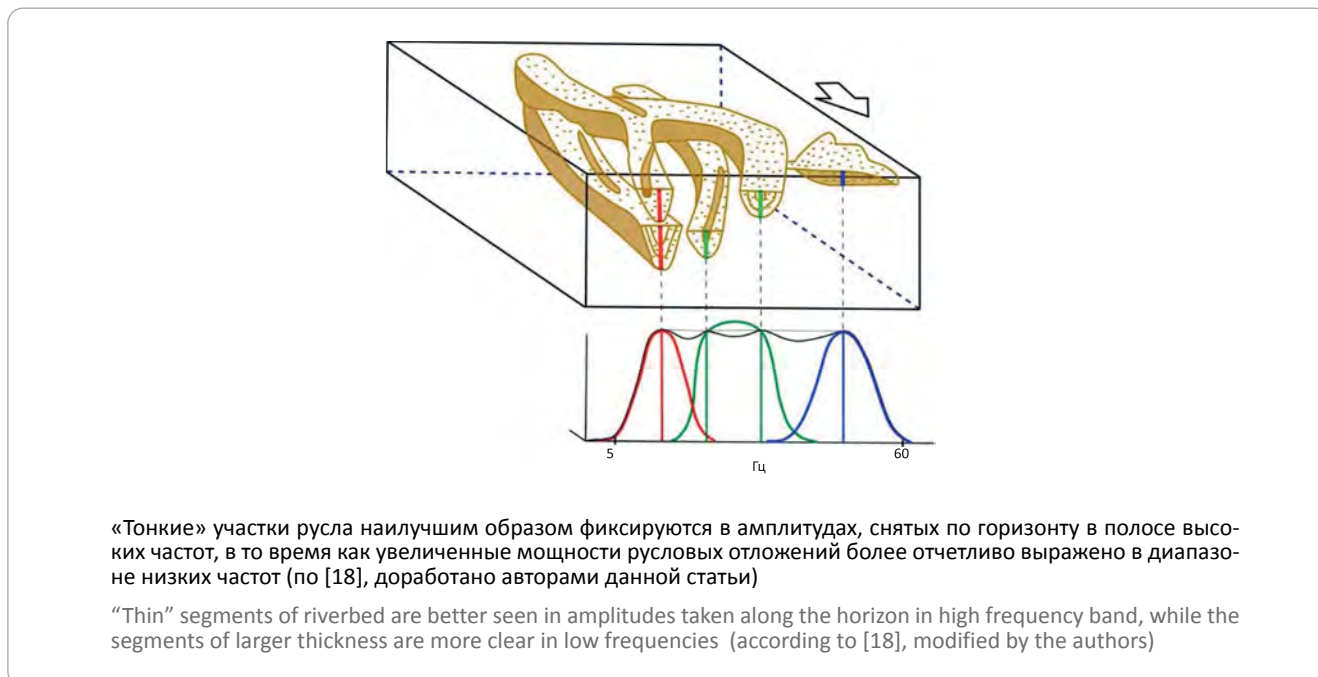 5
60
Гц
«Тонкие» участки русла наилучшим образом фиксируются в амплитудах, снятых по горизонту в полосе высо-
ких частот, в то время как увеличенные мощности русловых отложений более отчетливо выражено в диапазо-
не низких частот (по [18], доработано авторами данной статьи)
“Thin” segments of riverbed are better seen in amplitudes taken along the horizon in high frequency band, while the
segments of larger thickness are more clear in low frequencies (according to [18], modified by the authors)